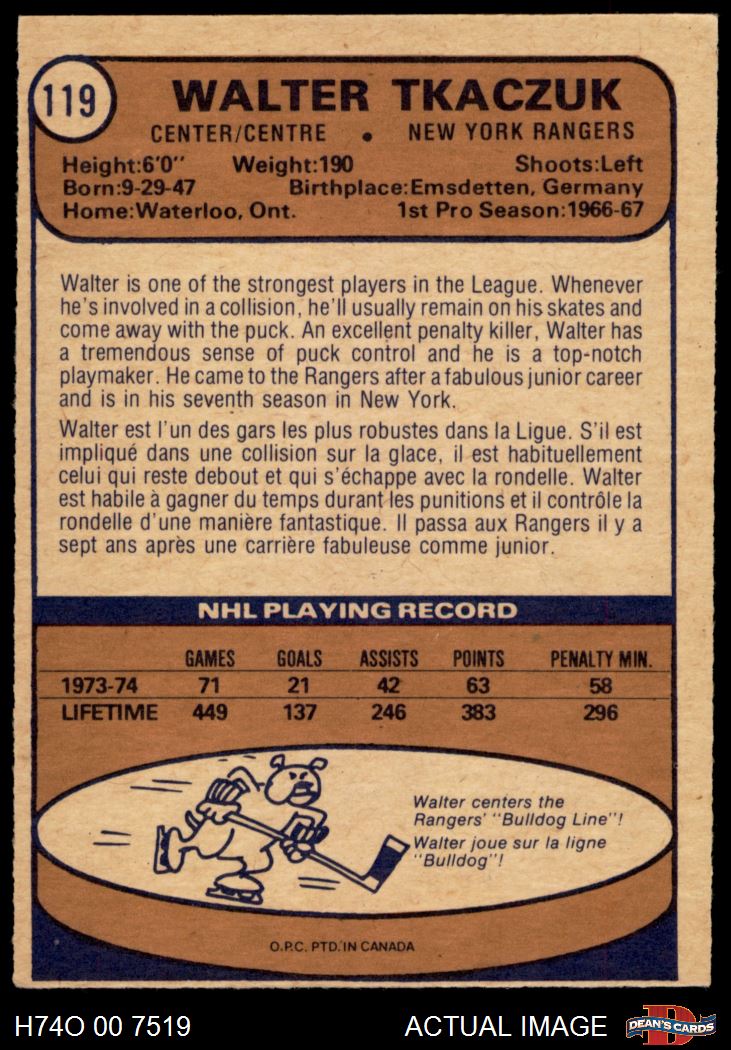 119
WALTER TKACZUK
CENTER/CENTRE • NEW YORK RANGERS
Height:6'0" Weight:190 Shoots:Left
Born:9-29-47 Birthplace:Emsdetten, Germany
Home:Waterloo, Ont. 1st Pro Season:1966-67
Walter is one of the strongest players in the League. Whenever
he's involved in a collision, he'll usually remain on his skates and
come away with the puck. An excellent penalty killer, Walter has
a tremendous sense of puck control and he is a top-notch
playmaker. He came to the Rangers after a fabulous junior career
and is in his seventh season in New York.
Walter est l'un des gars les plus robustes dans la Ligue. S'il est
impliqué dans une collision sur la glace, il est habituellement
celui qui reste debout et qui s'échappe avec la rondelle. Walter
est habile à gagner du temps durant les punitions et il contrôle la
rondelle d'une manière fantastique. Il passa aux Rangers il y a
sept ans après une carrière fabuleuse comme junior.
NHL PLAYING RECORD
GAMES GOALS ASSISTS POINTS PENALTY MIN.
1973-74 71 21 42 63 58
LIFETIME 449 137 246 383 296
Walter centers the
Rangers' "Bulldog Line"!
Walter joue sur la ligne
"Bulldog"!
O.P.C. PTD. IN CANADA
H74O 00 7519 ACTUAL IMAGE
D
DEAN'S CARDS